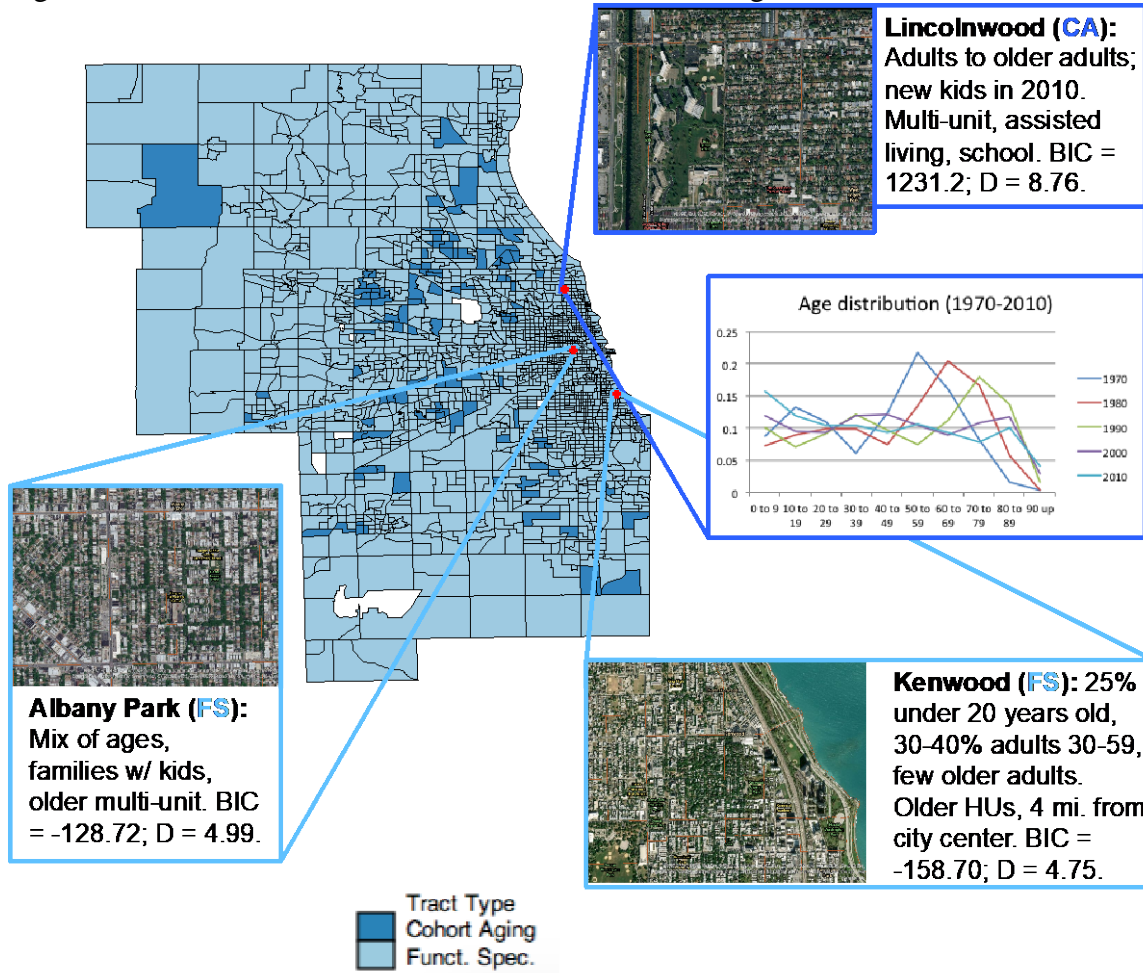 Lincolnwood (CA):
Adults to older adults;
new kids in 2010.
Multi-unit, assisted
living, school. BIC =
1231.2; D = 8.76.
Age distribution (1970-2010)
0.25
0.2
0.15
0.1
0.05
0
0 to 9 10 to 19 20 to 29 30 to 39 40 to 49 50 to 59 60 to 69 70 to 79 80 to 89 90 up
1970
1980
1990
2000
2010
Albany Park (FS):
Mix of ages,
families w/ kids,
older multi-unit. BIC
= -128.72; D = 4.99.
Kenwood (FS): 25%
under 20 years old,
30-40% adults 30-59,
few older adults.
Older HUs, 4 mi. from
city center. BIC =
-158.70; D = 4.75.
Tract Type
Cohort Aging
Funct. Spec.